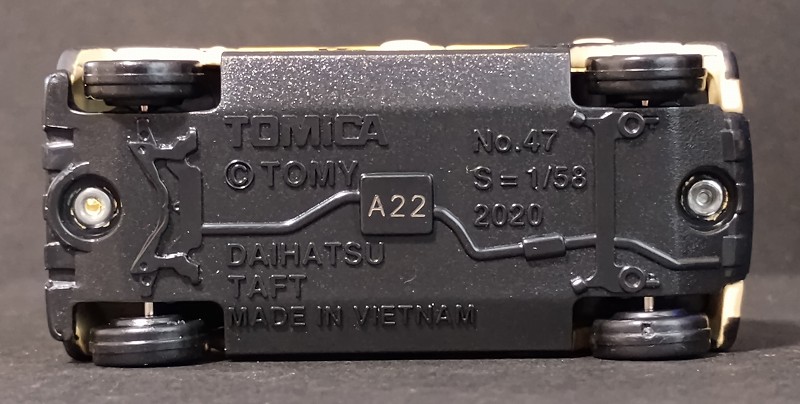 TOMiCA
© TOMY
A22
No.47
S=1/58
2020
DAIHATSU
TAFT
MADE IN VIETNAM